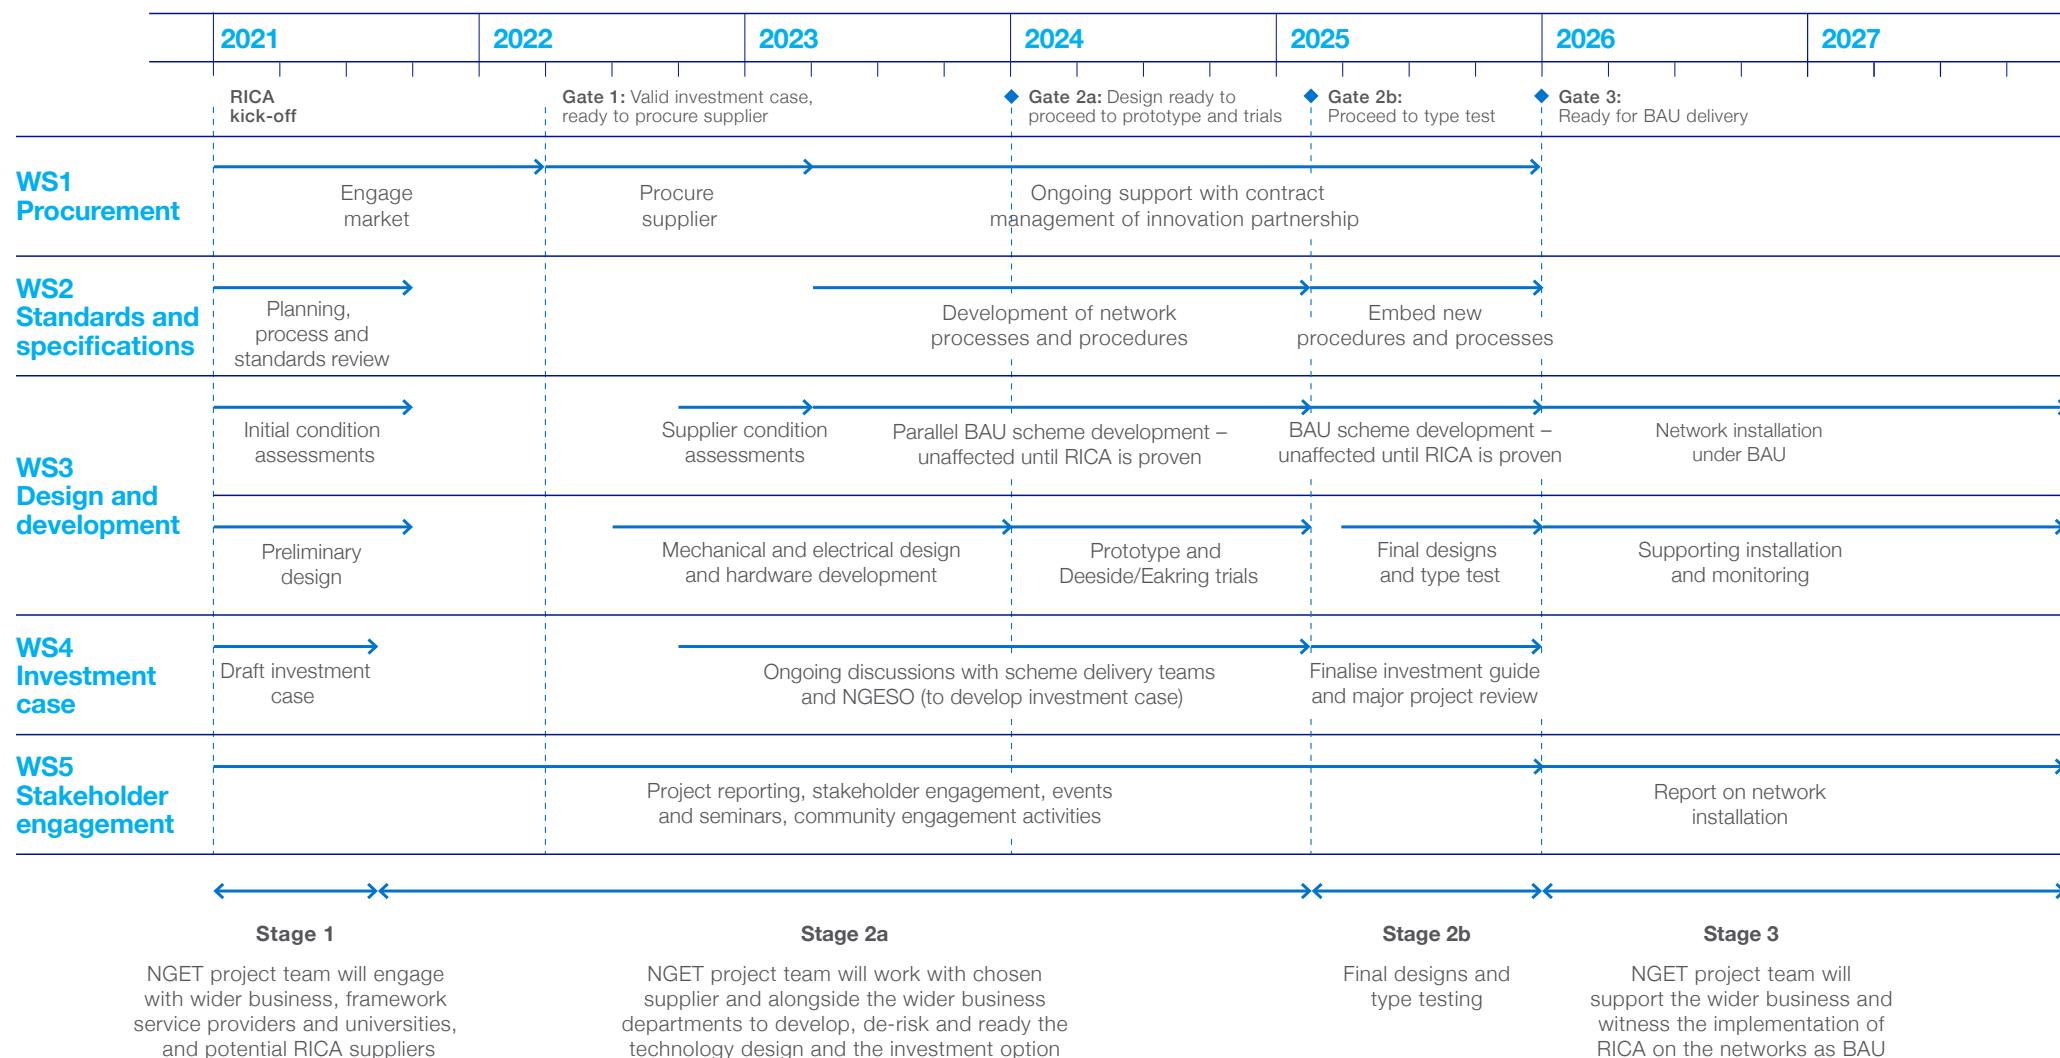 2021 2022 2023 2024 2025 2026 2027
RICA
kick-off
Gate 1: Valid investment case,
ready to procure supplier
Gate 2a: Design ready to
proceed to prototype and trials
Gate 2b:
Proceed to type test
Gate 3:
Ready for BAU delivery
WS1
Procurement
Engage
market
Procure
supplier
Ongoing support with contract
management of innovation partnership
WS2
Standards and
specifications
Planning,
process and
standards review
Development of network
processes and procedures
Embed new
procedures and processes
WS3
Design and
development
Initial condition
assessments
Supplier condition
assessments
Parallel BAU scheme development –
unaffected until RICA is proven
BAU scheme development –
unaffected until RICA is proven
Network installation
under BAU
Preliminary
design
Mechanical and electrical design
and hardware development
Prototype and
Deeside/Eakring trials
Final designs
and type test
Supporting installation
and monitoring
WS4
Investment
case
Draft investment
case
Ongoing discussions with scheme delivery teams
and NGESO (to develop investment case)
Finalise investment guide
and major project review
WS5
Stakeholder
engagement
Project reporting, stakeholder engagement, events
and seminars, community engagement activities
Report on network
installation
Stage 1
NGET project team will engage
with wider business, framework
service providers and universities,
and potential RICA suppliers
Stage 2a
NGET project team will work with chosen
supplier and alongside the wider business
departments to develop, de-risk and ready the
technology design and the investment option
Stage 2b
Final designs and
type testing
Stage 3
NGET project team will
support the wider business and
witness the implementation of
RICA on the networks as BAU